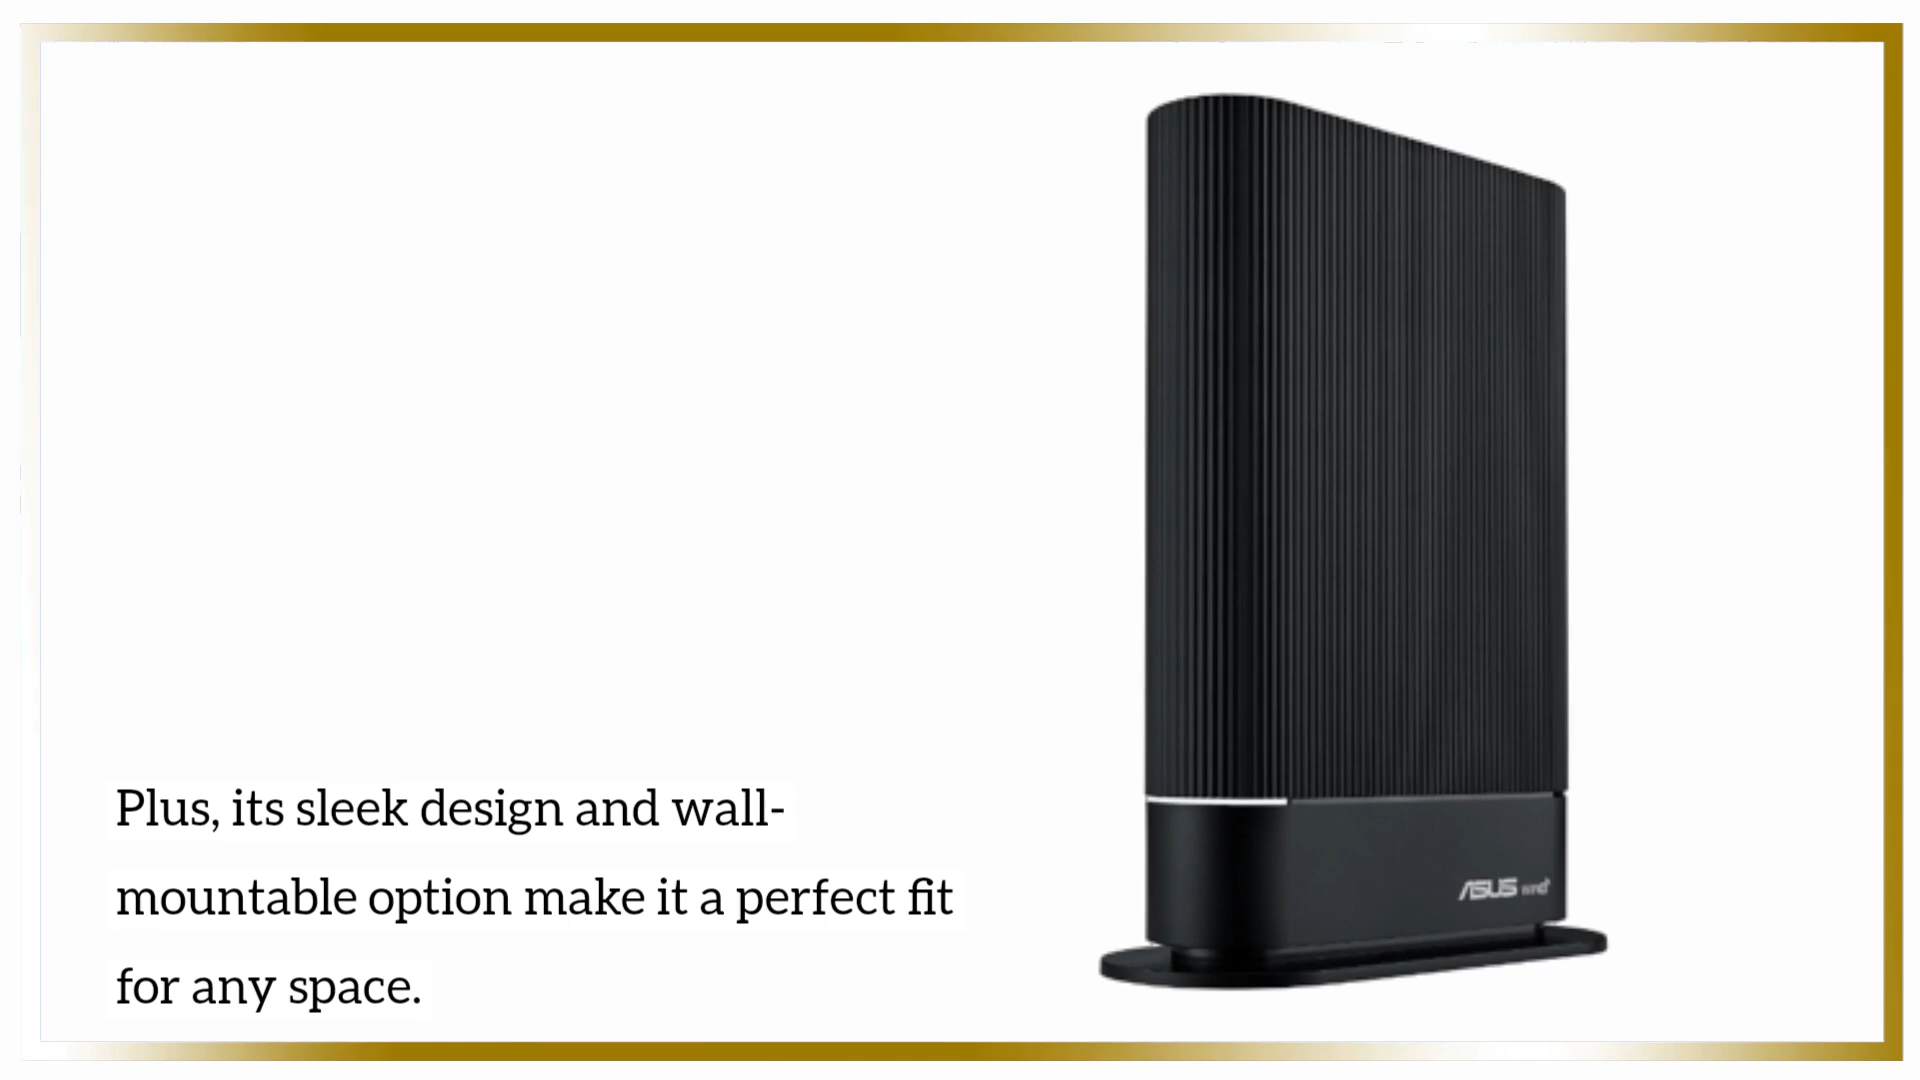 Plus, its sleek design and wall-
mountable option make it a perfect fit
for any space.
ASUS